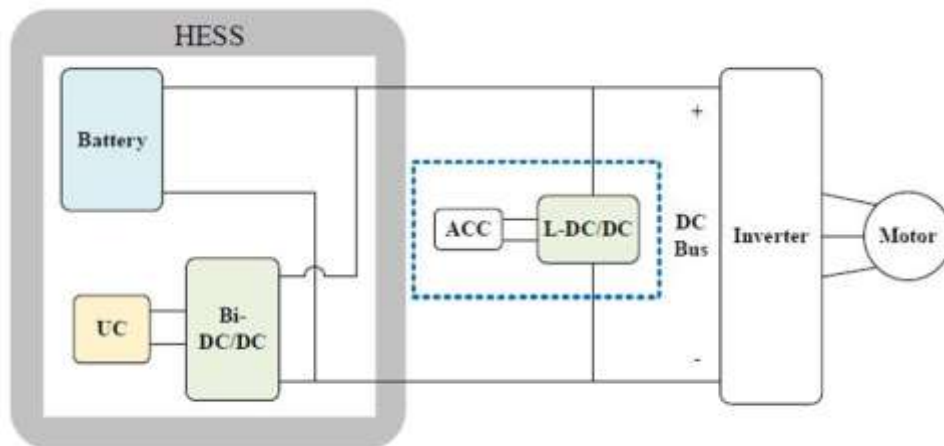 HESS
Battery
+
ACC
L-DC/DC
DC
Bus
Inverter
Motor
UC
Bi-
DC/DC
-